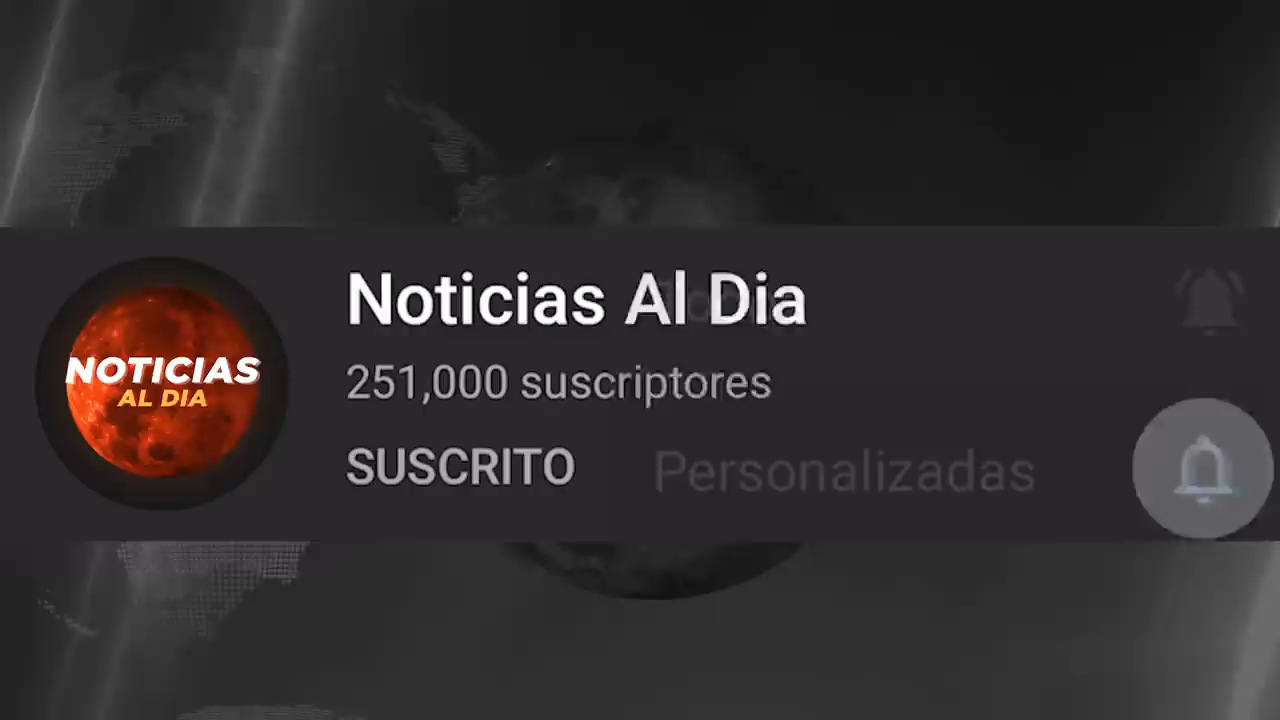 NOTICIAS
AL DIA
Noticias Al Dia
251,000 suscriptores
SUSCRITO
Personalizadas